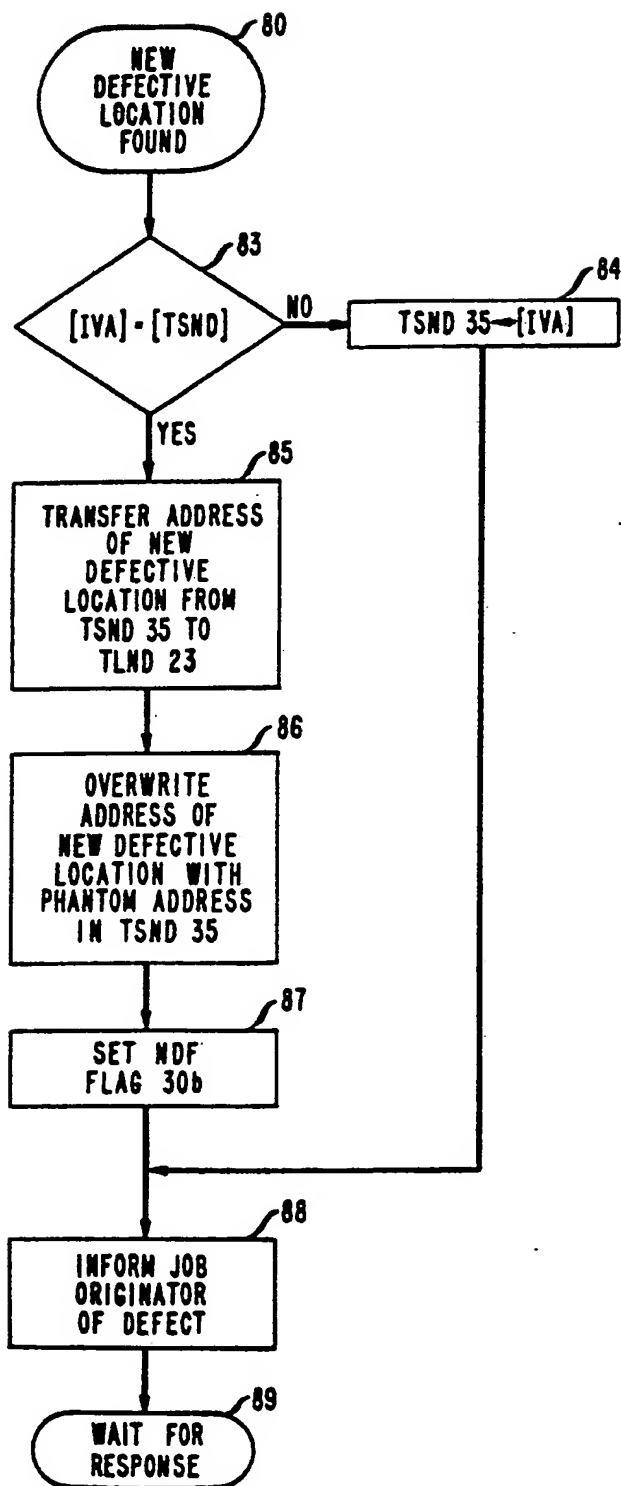 80
NEW
DEFECTIVE
LOCATION
FOUND
83
[IVA] = [TSND]
NO
84
TSND 35 ← [IVA]
YES
85
TRANSFER ADDRESS
OF NEW
DEFECTIVE
LOCATION FROM
TSND 35 TO
TLND 23
86
OVERWRITE
ADDRESS OF
NEW DEFECTIVE
LOCATION WITH
PHANTOM ADDRESS
IN TSND 35
87
SET NDF
FLAG 30b
88
INFORM JOB
ORIGINATOR
OF DEFECT
89
WAIT FOR
RESPONSE